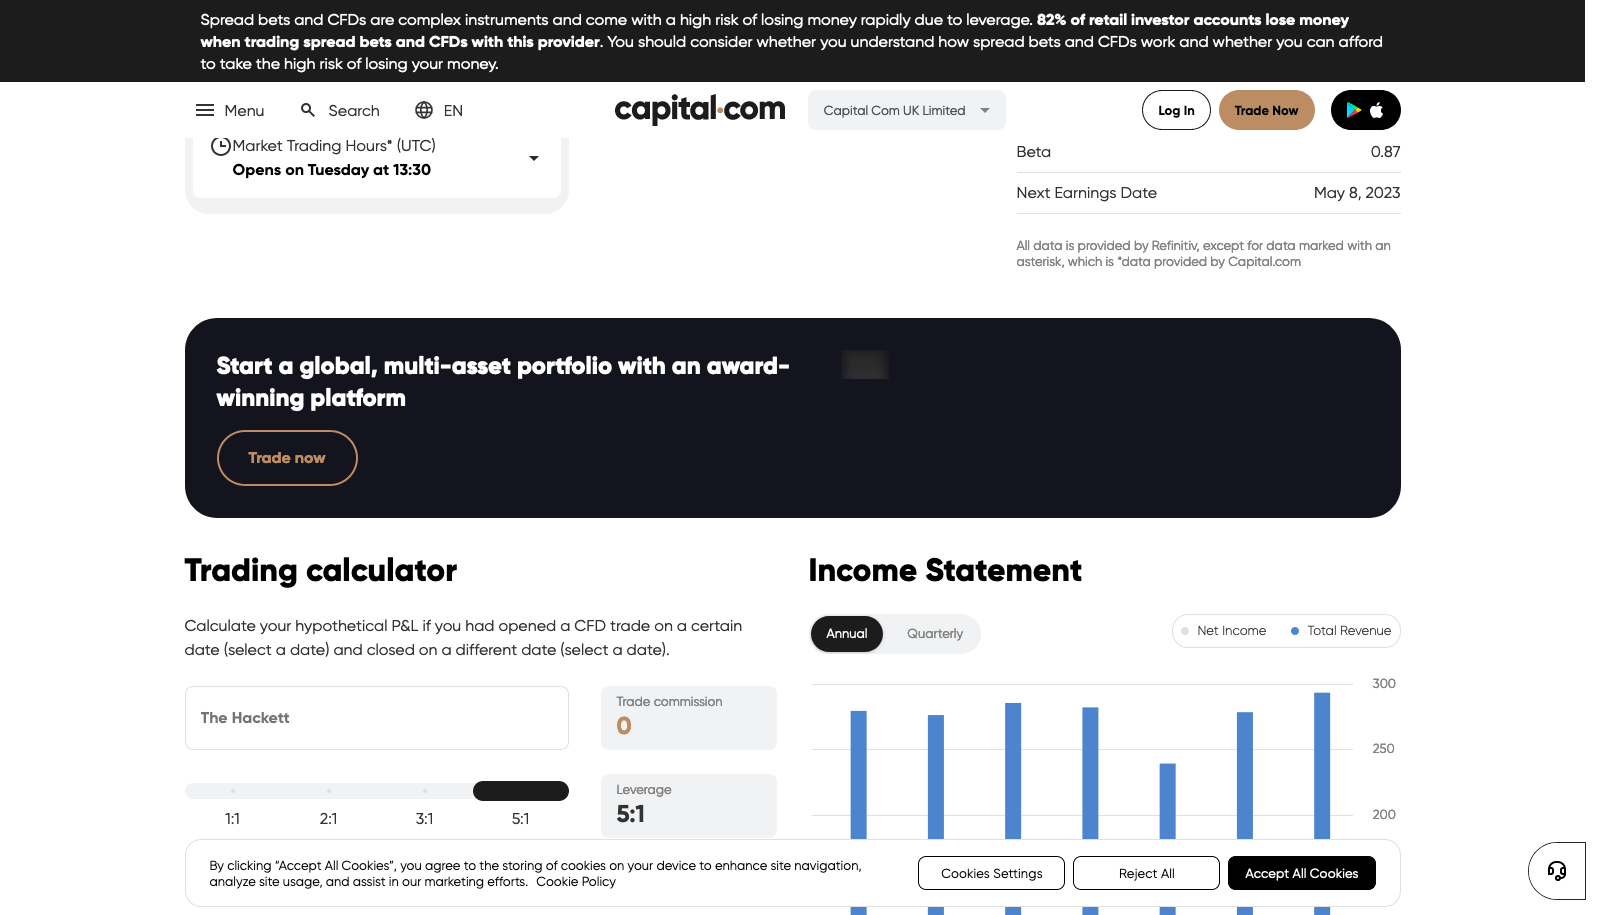 Spread bets and CFDs are complex instruments and come with a high risk of losing money rapidly due to leverage. 82% of retail investor accounts lose money
when trading spread bets and CFDs with this provider. You should consider whether you understand how spread bets and CFDs work and whether you can afford
to take the high risk of losing your money.
Menu
Search
EN
capital.com
Capital Com UK Limited
Log In
Trade Now
Market Trading Hours* (UTC)
Opens on Tuesday at 13:30
Beta 0.87
Next Earnings Date May 8, 2023
All data is provided by Refinitiv, except for data marked with an
asterisk, which is *data provided by Capital.com
Start a global, multi-asset portfolio with an award-
winning platform
Trade now
Trading calculator
Calculate your hypothetical P&L if you had opened a CFD trade on a certain
date (select a date) and closed on a different date (select a date).
The Hackett
Trade commission
0
1:1 2:1 3:1 5:1
Leverage
5:1
Income Statement
Annual
Quarterly
Net Income
Total Revenue
300
250
200
By clicking “Accept All Cookies”, you agree to the storing of cookies on your device to enhance site navigation,
analyze site usage, and assist in our marketing efforts. Cookie Policy
Cookies Settings
Reject All
Accept All Cookies